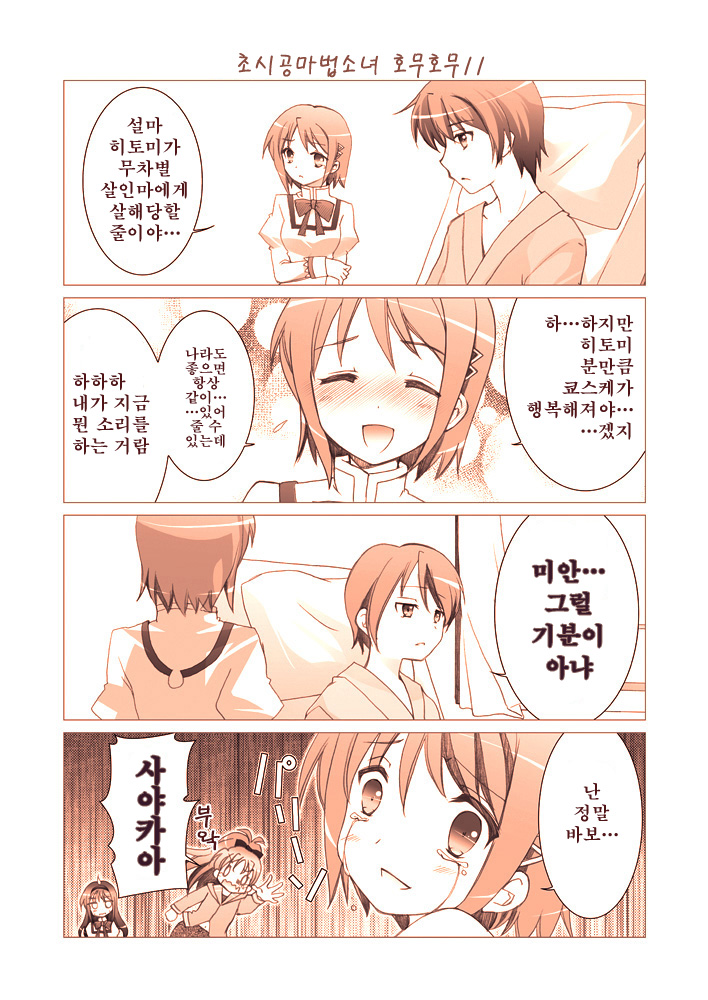 초시공마법소녀 호무호무11
설마
히토미가
무차별
살인마에게
살해당할
줄이야…
하…하지만
히토미
분만큼
쿄스케가
행복해져야…
…겠지
나라도
좋으면
항상
같이…
…있어
줄 수
있는데
하하하
내가 지금
뭔 소리를
하는 거람
미안…
그럴
기분이
아냐
난
정말
바보…
부왁
사야카아